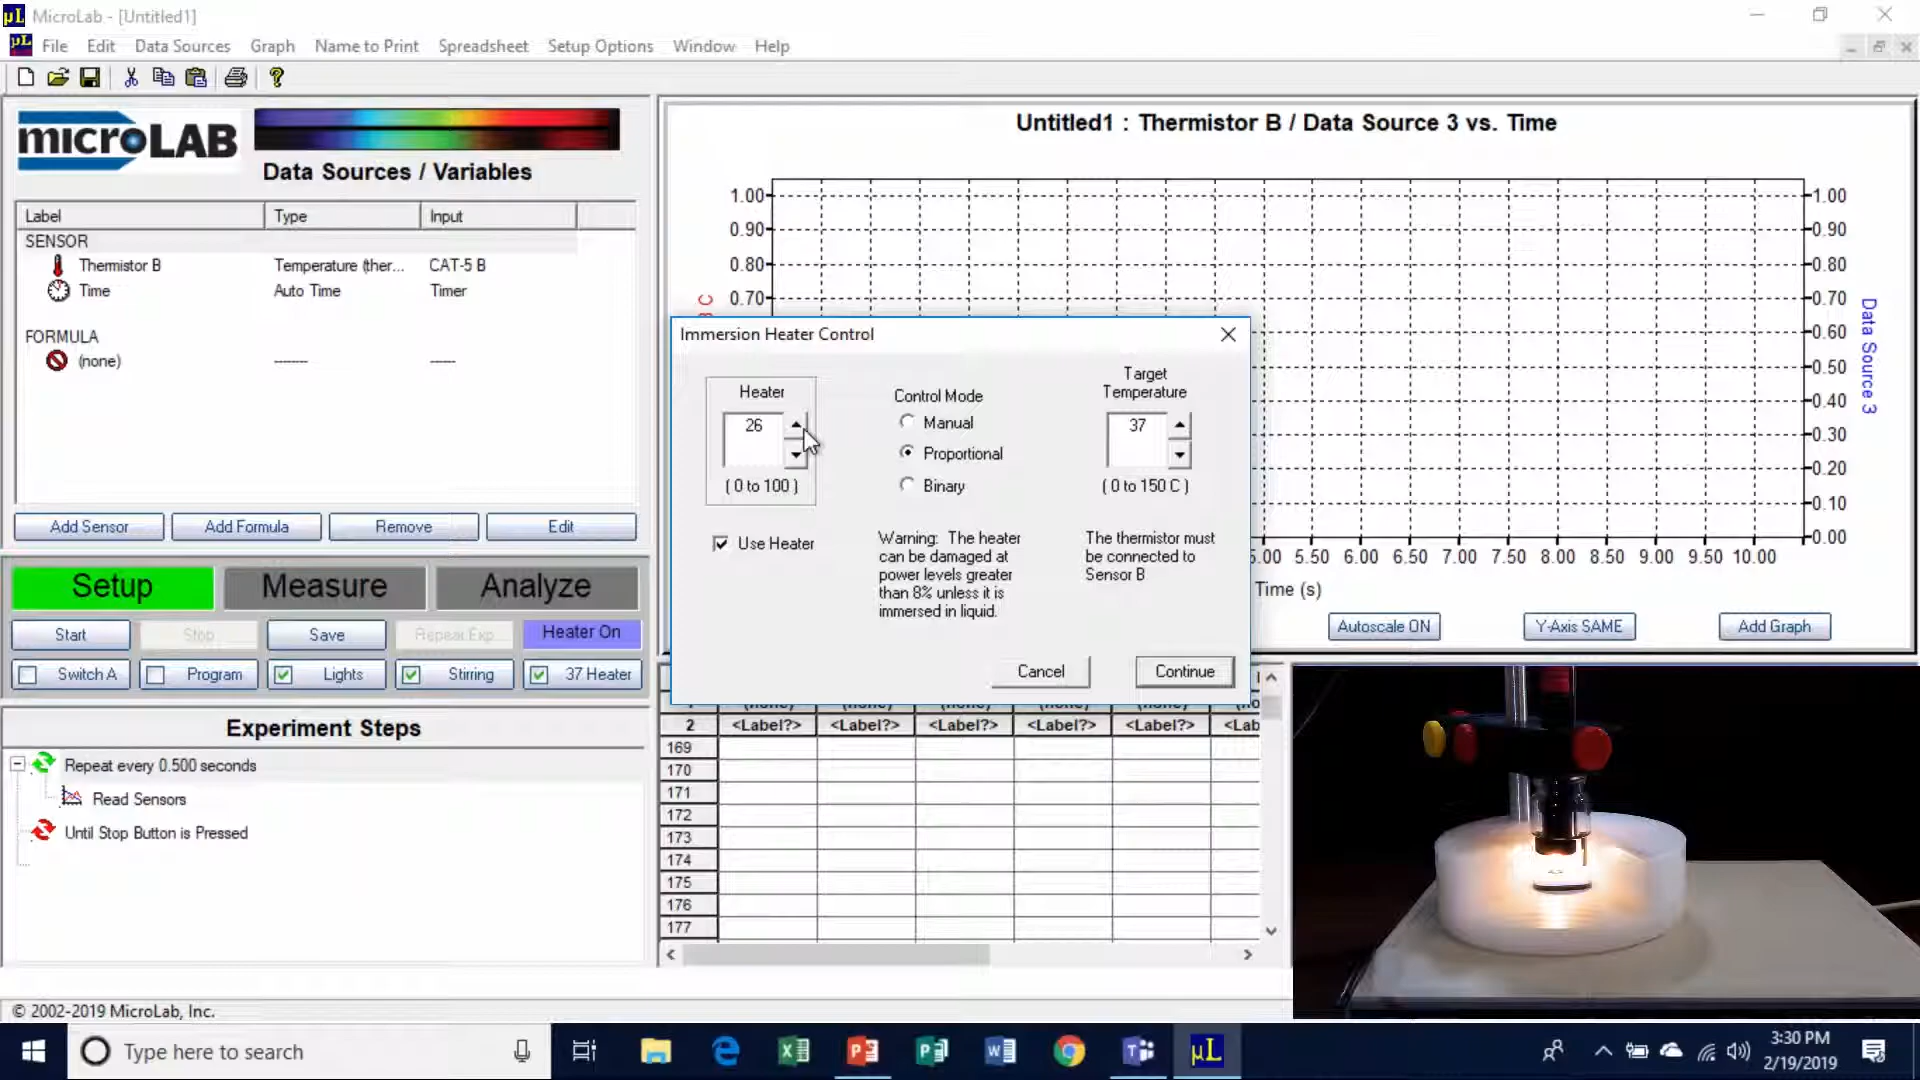 MicroLab - [Untitled1]
File Edit Data Sources Graph Name to Print Spreadsheet Setup Options Window Help
microLAB
Data Sources / Variables
Label Type Input
SENSOR
Thermistor B Temperature (ther... CAT-5 B
Time Auto Time Timer
FORMULA
(none) -------- ------
Add Sensor Add Formula Remove Edit
Setup Measure Analyze
Start Stop Save Repeat Exp. Heater On
Switch A Program Lights Stirring 37 Heater
Experiment Steps
Repeat every 0.500 seconds
Read Sensors
Until Stop Button is Pressed
© 2002-2019 MicroLab, Inc.
Untitled1 : Thermistor B / Data Source 3 vs. Time
1.00
0.90
0.80
0.70
C
1.00
0.90
0.80
0.70
0.60
0.50
0.40
0.30
0.20
0.10
0.00
Data Source 3
5.00 6.00 6.50 7.00 7.50 8.00 8.50 9.00 9.50 10.00
Time (s)
Autoscale ON Y-Axis SAME Add Graph
Immersion Heater Control
Heater
26
( 0 to 100 )
Use Heater
Control Mode
Manual
Proportional
Binary
Target
Temperature
37
( 0 to 150 C )
Warning: The heater
can be damaged at
power levels greater
than 8% unless it is
immersed in liquid.
The thermistor must
be connected to
Sensor B
Cancel Continue
2 <Label?> <Label?> <Label?> <Label?> <Label?> <Lab
169
170
171
172
173
174
175
176
177
Type here to search
3:30 PM
2/19/2019